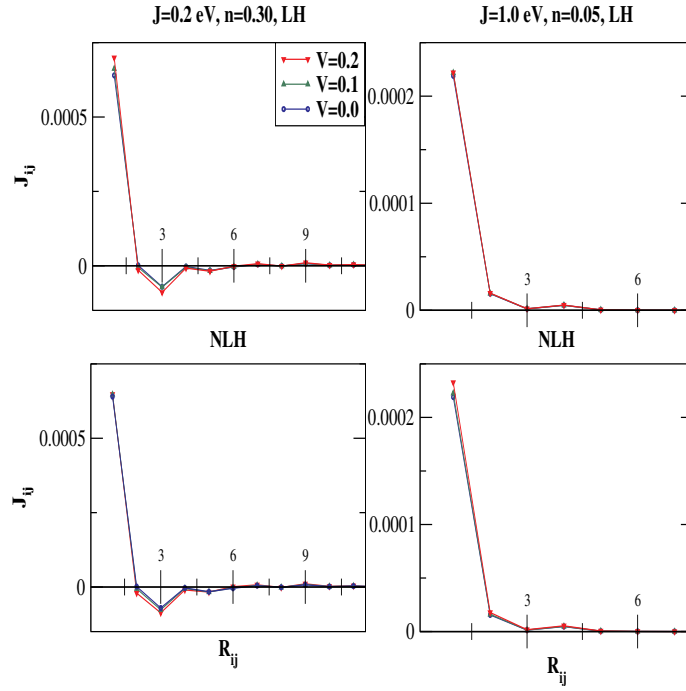 J=0.2 eV, n=0.30, LH
J=1.0 eV, n=0.05, LH
V=0.2
V=0.1
V=0.0
0.0005
0
J_ij
3
6
9
0.0002
0.0001
0
3
6
NLH
NLH
0.0005
0
J_ij
3
6
9
R_ij
0.0002
0.0001
0
3
6
R_ij